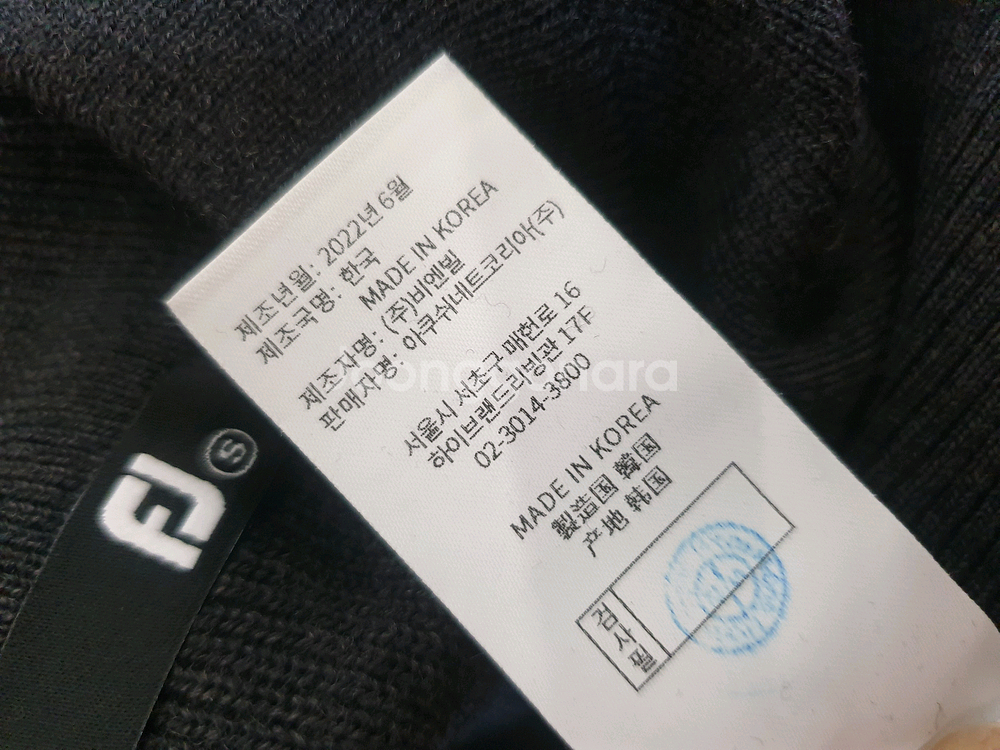 제조년월: 2022년 6월
제조국명: 한국
MADE IN KOREA
제조자명: (주)비엔빌
판매자명: 아쿠쉬네트코리아(주)
서울시 서초구 매헌로 16
하이브랜드리빙관 17F
02-3014-3800
MADE IN KOREA
製造国 韓国
产地 韩国
검사필
FJ
S